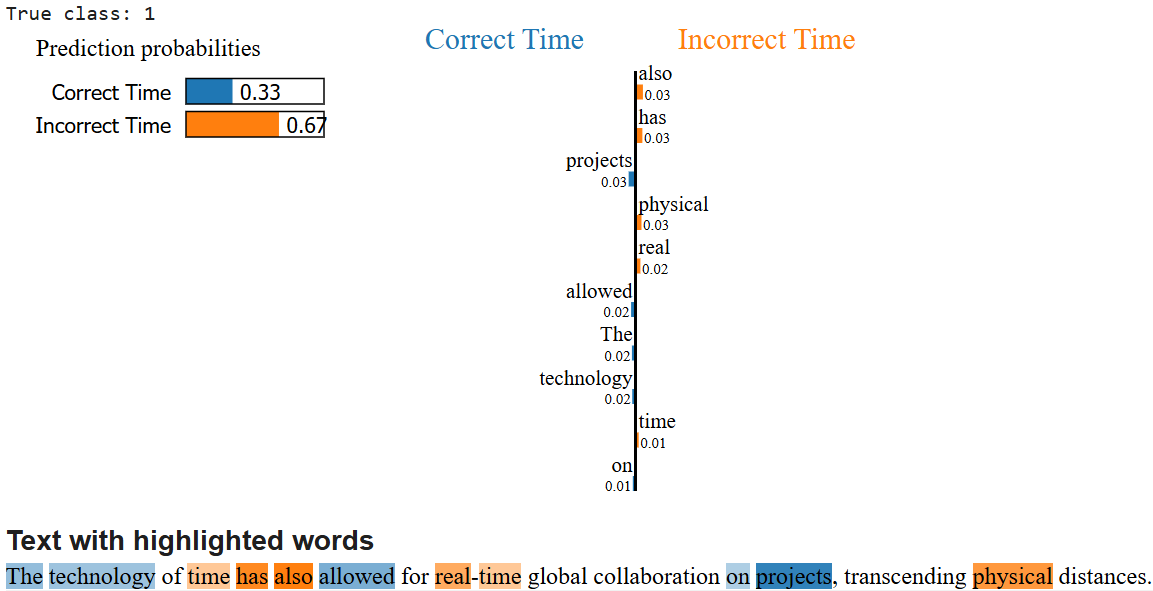 True class: 1
Prediction probabilities
Correct Time 0.33
Incorrect Time 0.67
Correct Time Incorrect Time
also
0.03
has
0.03
projects
0.03
physical
0.03
real
0.02
allowed
0.02
The
0.02
technology
0.02
time
0.01
on
0.01
Text with highlighted words
The technology of time has also allowed for real-time global collaboration on projects, transcending physical distances.